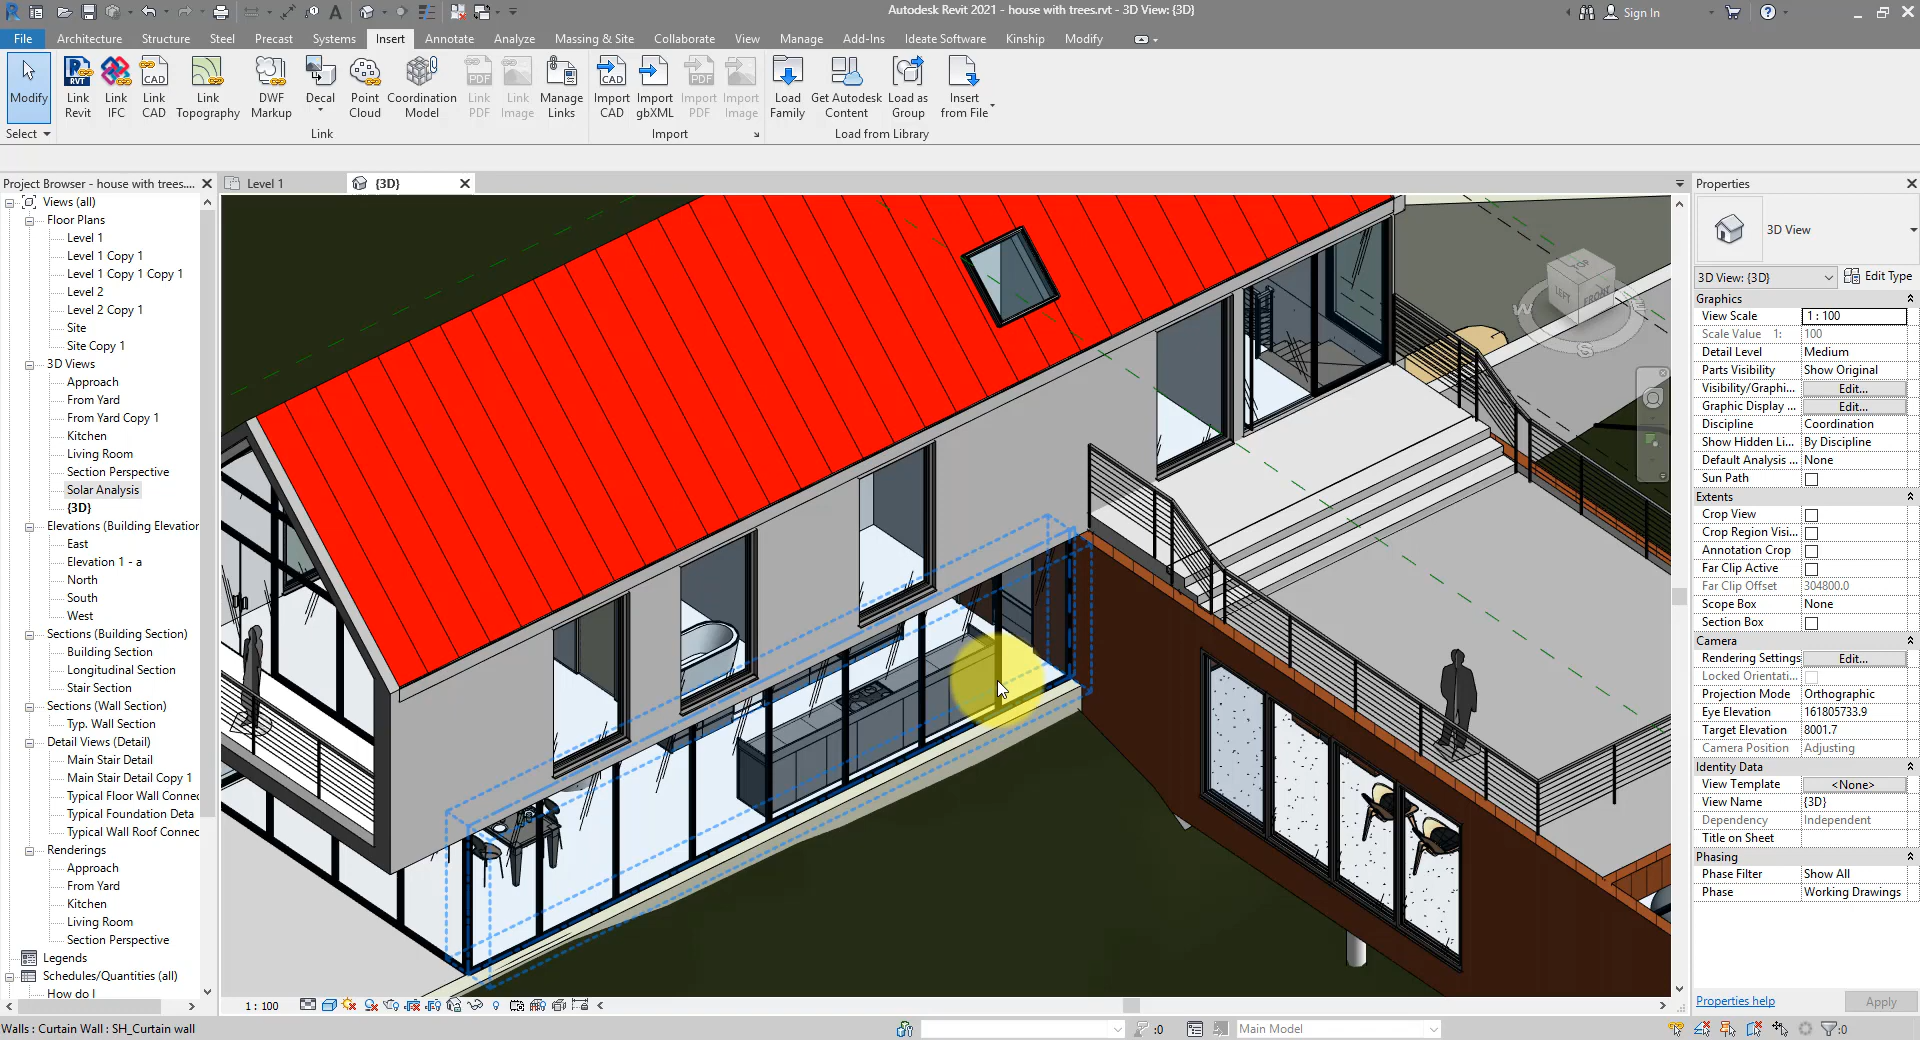 Autodesk Revit 2021 - house with trees.rvt - 3D View: {3D}
Sign In
File Architecture Structure Steel Precast Systems Insert Annotate Analyze Massing & Site Collaborate View Manage Add-Ins Ideate Software Kinship Modify
Modify
Link Revit
Link IFC
Link CAD
Link Topography
DWF Markup
Decal
Point Cloud
Coordination Model
Link PDF
Link Image
Manage Links
Import CAD
Import gbXML
Import PDF
Import Image
Load Family
Get Autodesk Content
Load as Group
Insert from File
Select
Link
Import
Load from Library
Project Browser - house with trees....
Level 1
{3D}
Properties
Views (all)
Floor Plans
Level 1
Level 1 Copy 1
Level 1 Copy 1 Copy 1
Level 2
Level 2 Copy 1
Site
Site Copy 1
3D Views
Approach
From Yard
From Yard Copy 1
Kitchen
Living Room
Section Perspective
Solar Analysis
{3D}
Elevations (Building Elevation
East
Elevation 1 - a
North
South
West
Sections (Building Section)
Building Section
Longitudinal Section
Stair Section
Sections (Wall Section)
Typ. Wall Section
Detail Views (Detail)
Main Stair Detail
Main Stair Detail Copy 1
Typical Floor Wall Connec
Typical Foundation Deta
Typical Wall Roof Connec
Renderings
Approach
From Yard
Kitchen
Living Room
Section Perspective
Legends
Schedules/Quantities (all)
How do I
TOP
LEFT
FRONT
W
S
E
3D View
3D View: {3D}
Edit Type
Graphics
View Scale 1 : 100
Scale Value 1: 100
Detail Level Medium
Parts Visibility Show Original
Visibility/Graphi... Edit...
Graphic Display ... Edit...
Discipline Coordination
Show Hidden Li... By Discipline
Default Analysis ... None
Sun Path
Extents
Crop View
Crop Region Visi...
Annotation Crop
Far Clip Active
Far Clip Offset 304800.0
Scope Box None
Section Box
Camera
Rendering Settings Edit...
Locked Orientati...
Projection Mode Orthographic
Eye Elevation 161805733.9
Target Elevation 8001.7
Camera Position Adjusting
Identity Data
View Template <None>
View Name {3D}
Dependency Independent
Title on Sheet
Phasing
Phase Filter Show All
Phase Working Drawings
Properties help
Apply
1 : 100
Walls : Curtain Wall : SH_Curtain wall
:0
Main Model
:0